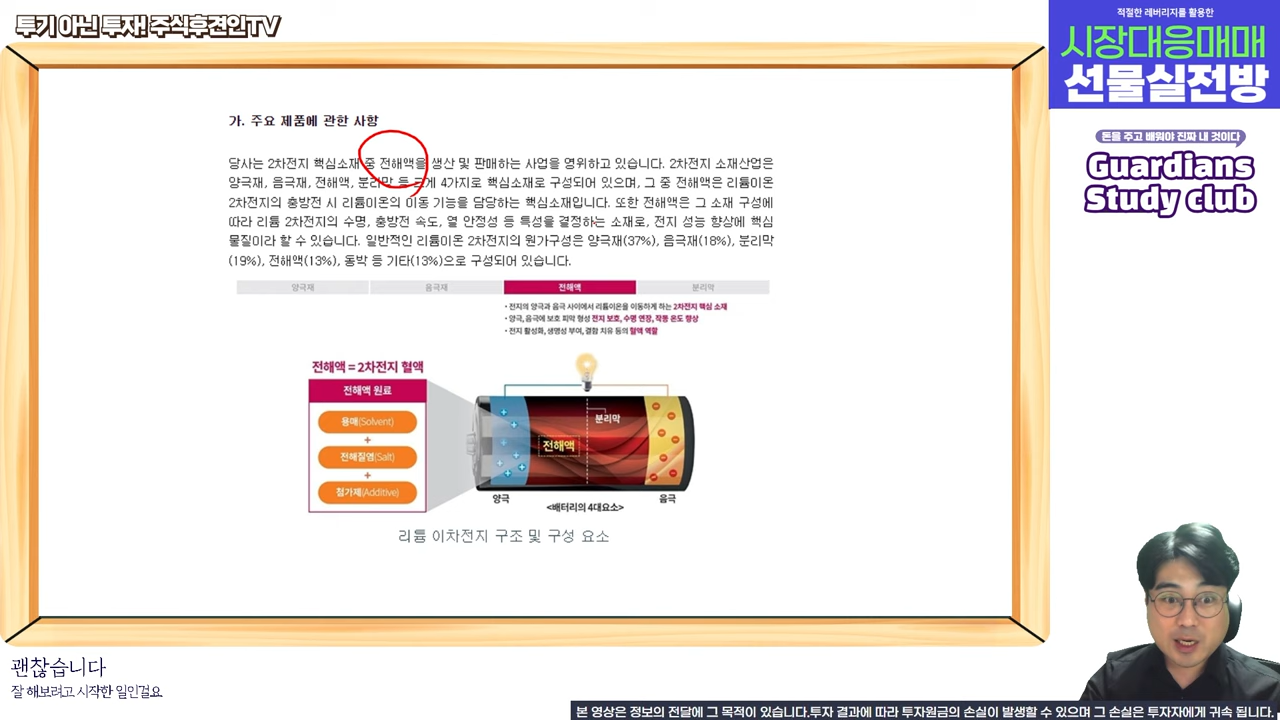 투기 아닌 투자! 주식후견인TV
적절한 레버리지를 활용한
시장대응매매
선물실전방
돈을 주고 배워야 진짜 내 것이다
Guardians
Study club
가. 주요 제품에 관한 사항
당사는 2차전지 핵심소재 중 전해액을 생산 및 판매하는 사업을 영위하고 있습니다. 2차전지 소재산업은
양극재, 음극재, 전해액, 분리막 등 크게 4가지로 핵심소재로 구성되어 있으며, 그 중 전해액은 리튬이온
2차전지의 충방전 시 리튬이온의 이동 기능을 담당하는 핵심소재입니다. 또한 전해액은 그 소재 구성에
따라 리튬 2차전지의 수명, 충방전 속도, 열 안정성 등 특성을 결정하는 소재로, 전지 성능 향상에 핵심
물질이라 할 수 있습니다. 일반적인 리튬이온 2차전지의 원가구성은 양극재(37%), 음극재(18%), 분리막
(19%), 전해액(13%), 동박 등 기타(13%)으로 구성되어 있습니다.
양극재 음극재 전해액 분리막
• 전지의 양극과 음극 사이에서 리튬이온을 이동하게 하는 2차전지 핵심 소재
• 양극, 음극에 보호 피막 형성 전지 보호, 수명 연장, 작동 온도 향상
• 전지 활성화, 생명성 부여, 결함 치유 등의 혈액 역할
전해액 = 2차전지 혈액
전해액 원료
용매(Solvent)
+
전해질염(Salt)
+
첨가제(Additive)
분리막
전해액
양극
음극
<배터리의 4대요소>
리튬 이차전지 구조 및 구성 요소
괜찮습니다
잘 해보려고 시작한 일인걸요
본 영상은 정보의 전달에 그 목적이 있습니다.투자 결과에 따라 투자원금의 손실이 발생할 수 있으며 그 손실은 투자자에게 귀속 됩니다.